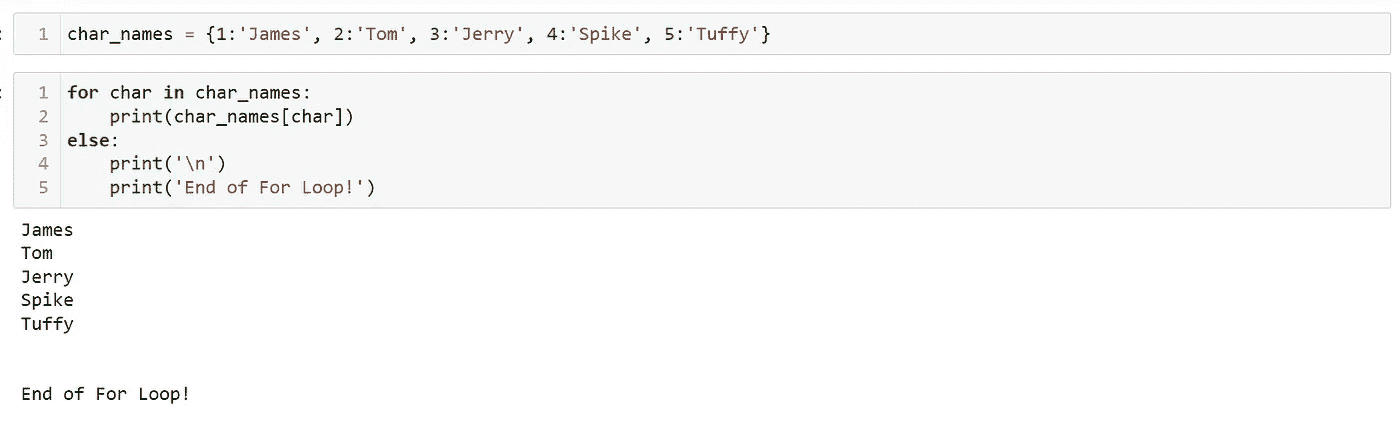 1 char_names = {1:'James', 2:'Tom', 3:'Jerry', 4:'Spike', 5:'Tuffy'}
1 for char in char_names:
2     print(char_names[char])
3 else:
4     print('\n')
5     print('End of For Loop!')
James
Tom
Jerry
Spike
Tuffy
End of For Loop!